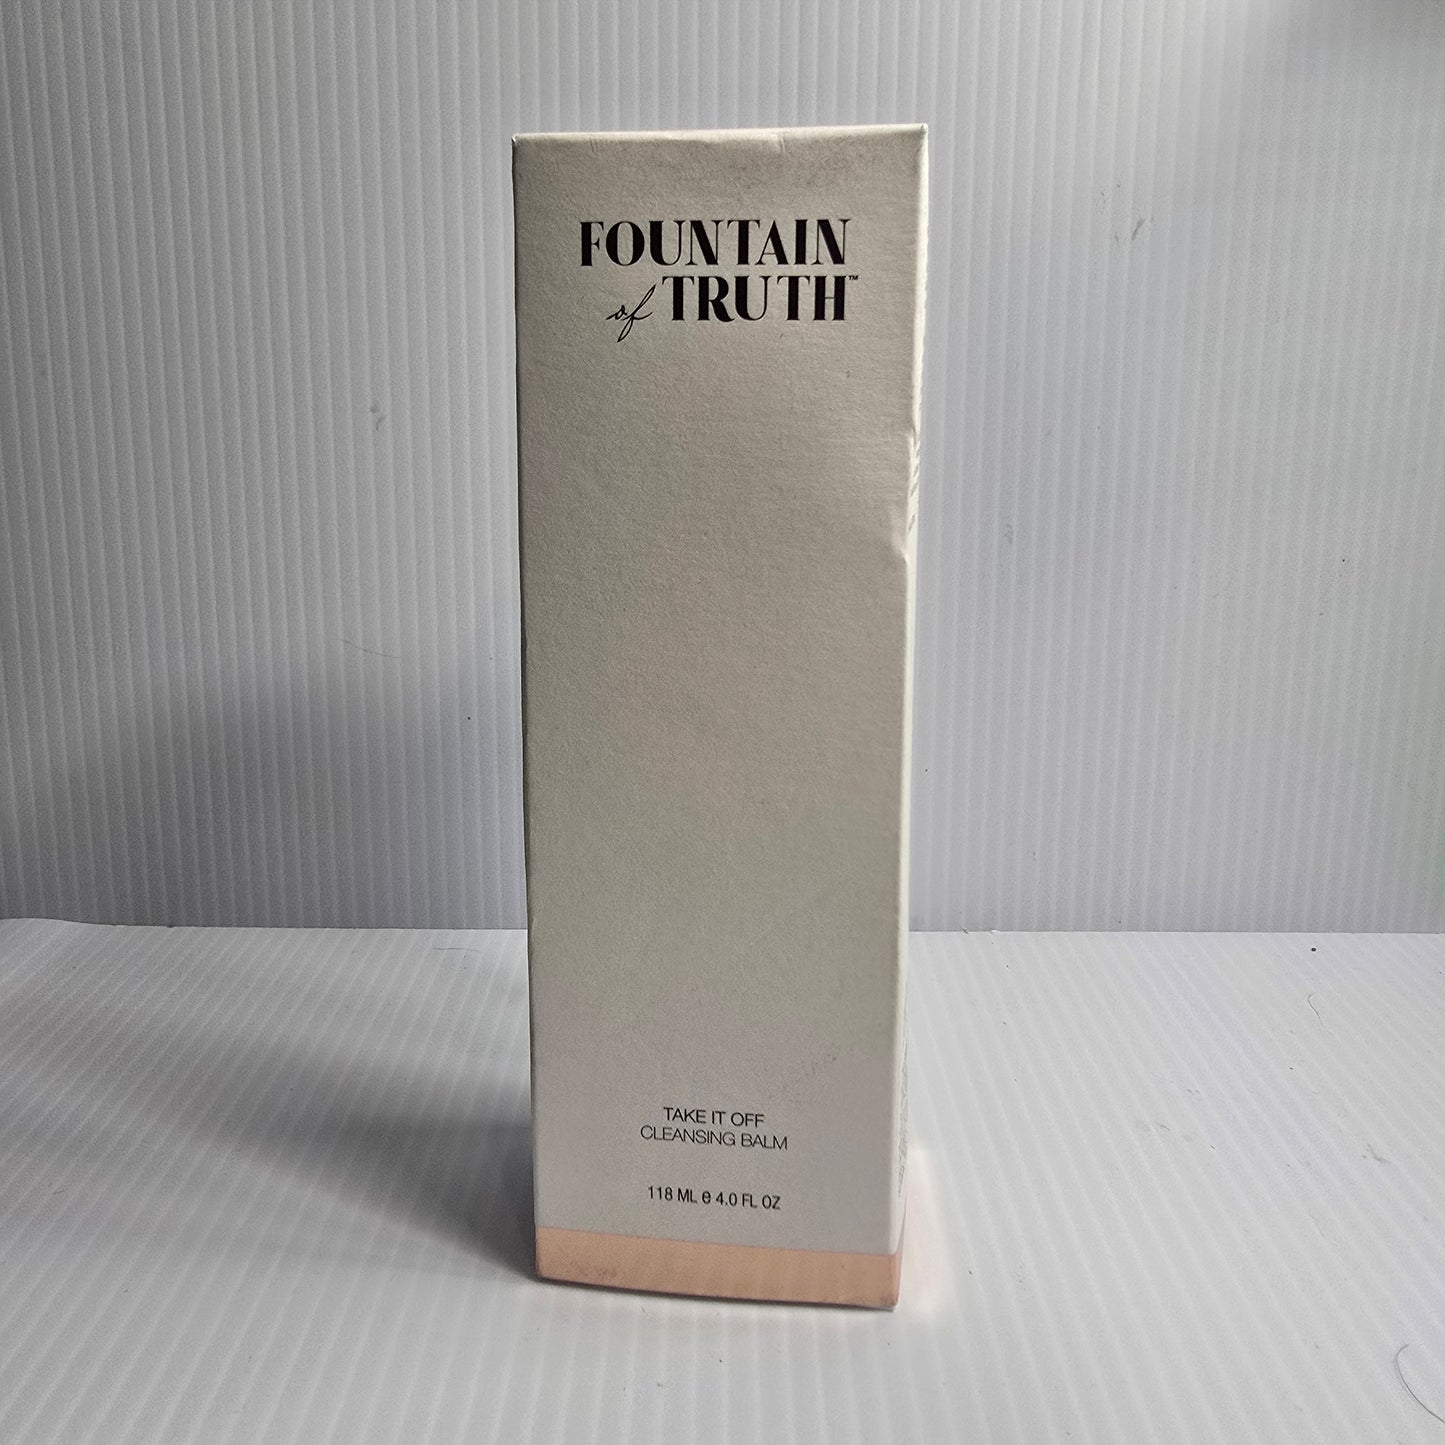 FOUNTAIN
of TRUTH™
TAKE IT OFF
CLEANSING BALM
118 ML ℮ 4.0 FL OZ